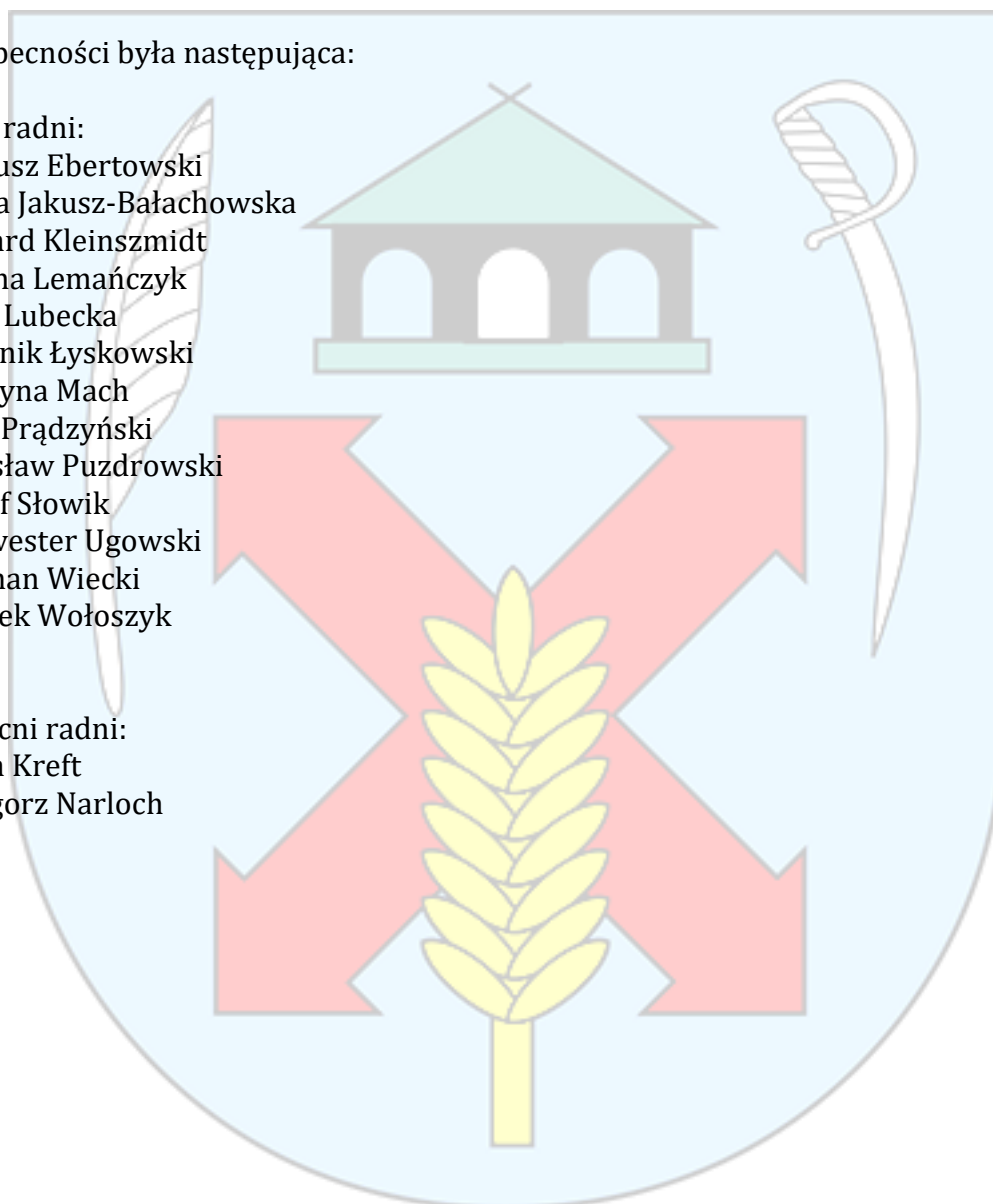 becności była następująca:
radni:
usz Ebertowski
a Jakusz-Bałachowska
ard Kleinszmidt
na Lemańczyk
Lubecka
nik Łyskowski
yna Mach
Prądzyński
sław Puzdrowski
f Słowik
vester Ugowski
nan Wiecki
ek Wołoszyk
cni radni:
n Kreft
gorz Narloch